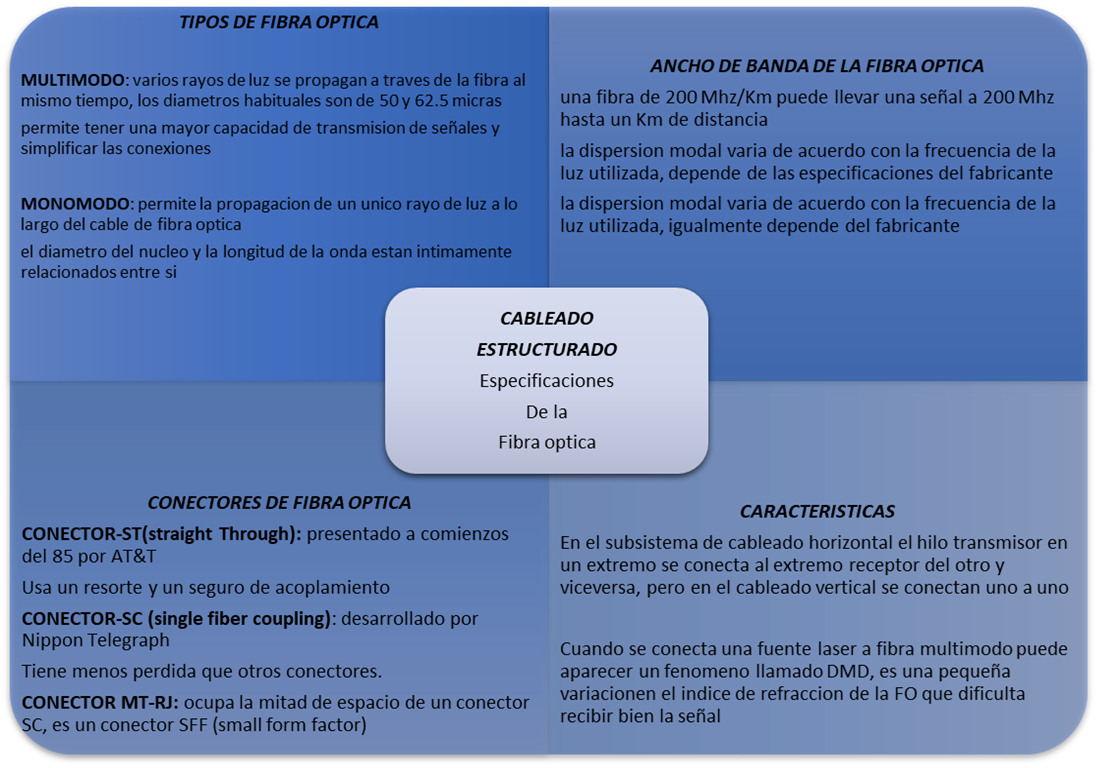 TIPOS DE FIBRA OPTICA
MULTIMODO: varios rayos de luz se propagan a traves de la fibra al
mismo tiempo, los diametros habituales son de 50 y 62.5 micras
permite tener una mayor capacidad de transmision de señales y
simplificar las conexiones
MONOMODO: permite la propagacion de un unico rayo de luz a lo
largo del cable de fibra optica
el diametro del nucleo y la longitud de la onda estan intimamente
relacionados entre si
ANCHO DE BANDA DE LA FIBRA OPTICA
una fibra de 200 Mhz/Km puede llevar una señal a 200 Mhz
hasta un Km de distancia
la dispersion modal varia de acuerdo con la frecuencia de la
luz utilizada, depende de las especificaciones del fabricante
la dispersion modal varia de acuerdo con la frecuencia de la
luz utilizada, igualmente depende del fabricante
CABLEADO
ESTRUCTURADO
Especificaciones
De la
Fibra optica
CONECTORES DE FIBRA OPTICA
CONECTOR-ST(straight Through): presentado a comienzos
del 85 por AT&T
Usa un resorte y un seguro de acoplamiento
CONECTOR-SC (single fiber coupling): desarrollado por
Nippon Telegraph
Tiene menos perdida que otros conectores.
CONECTOR MT-RJ: ocupa la mitad de espacio de un conector
SC, es un conector SFF (small form factor)
CARACTERISTICAS
En el subsistema de cableado horizontal el hilo transmisor en
un extremo se conecta al extremo receptor del otro y
viceversa, pero en el cableado vertical se conectan uno a uno
Cuando se conecta una fuente laser a fibra multimodo puede
aparecer un fenomeno llamado DMD, es una pequeña
variacionen el indice de refraccion de la FO que dificulta
recibir bien la señal